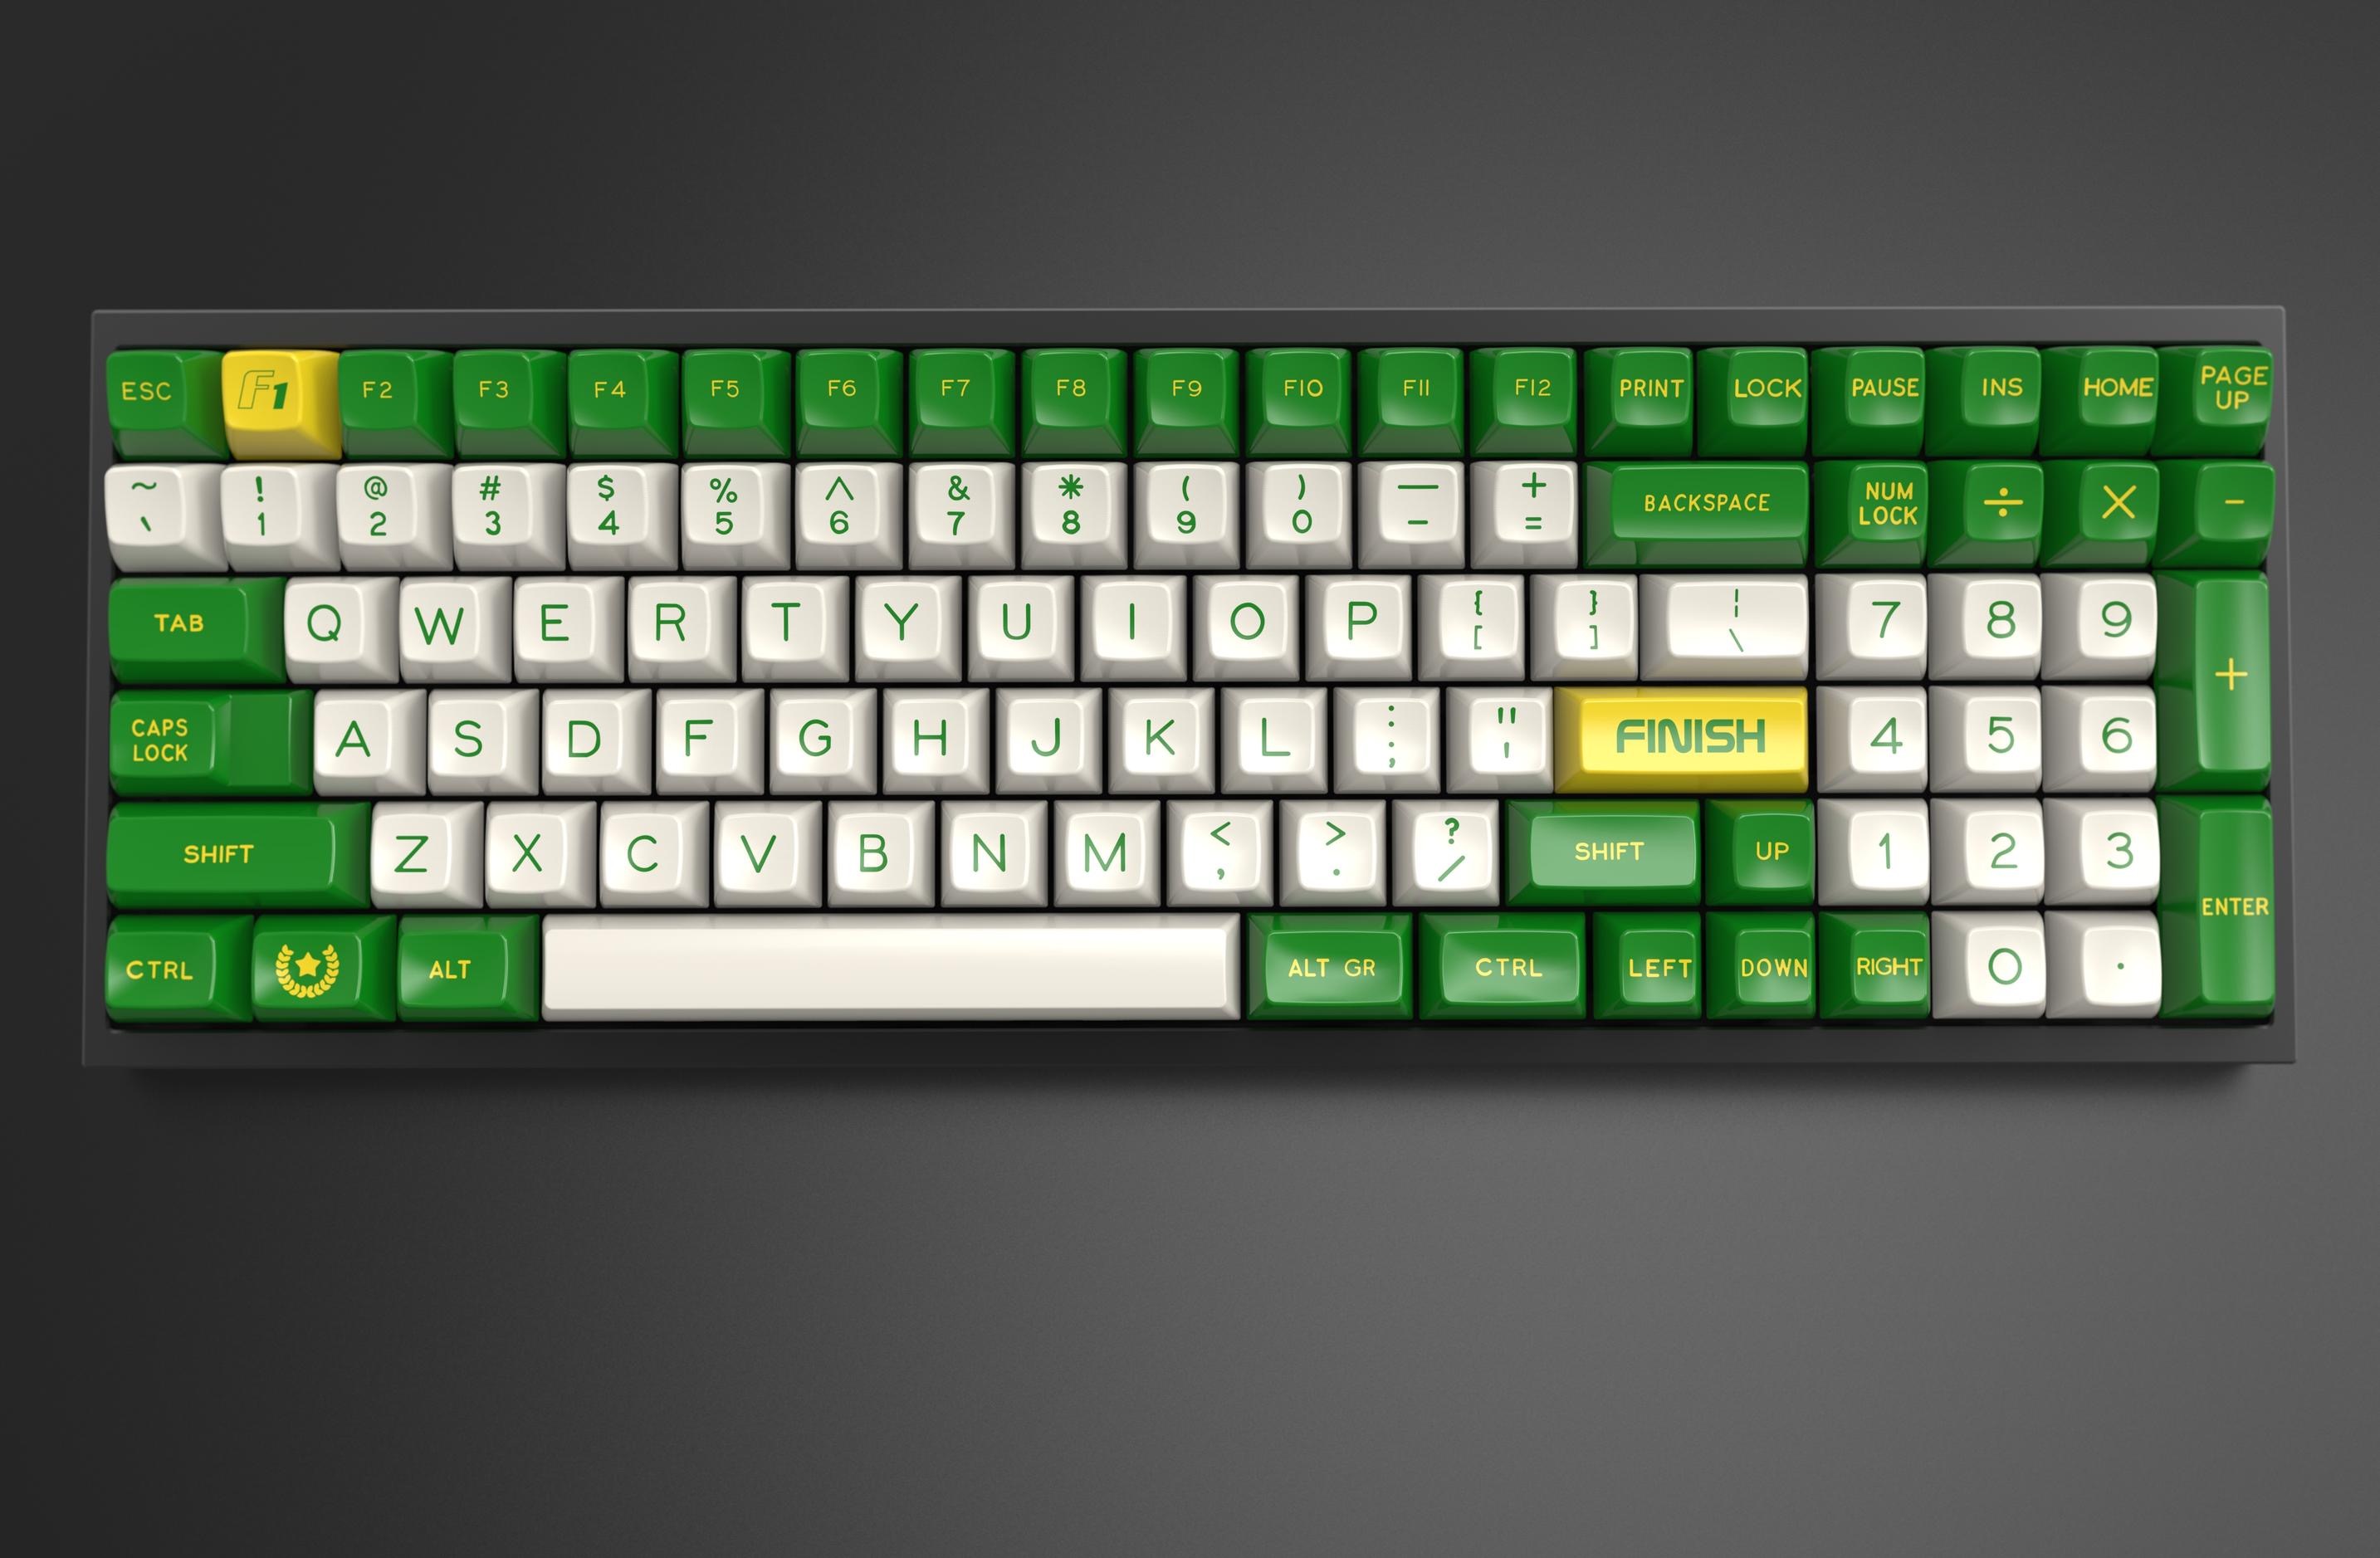 ESC F1 F2 F3 F4 F5 F6 F7 F8 F9 F10 F11 F12 PRINT LOCK PAUSE INS HOME PAGE UP
~ ! @ # $ % ^ & * ( ) — +
` 1 2 3 4 5 6 7 8 9 0 - = BACKSPACE NUM LOCK ÷ × -
TAB Q W E R T Y U I O P { [ } ] ¦ \ 7 8 9 +
CAPS LOCK A S D F G H J K L : ; " ' FINISH 4 5 6
SHIFT Z X C V B N M < , > . ? / SHIFT UP 1 2 3 ENTER
CTRL ALT ALT GR CTRL LEFT DOWN RIGHT 0 .